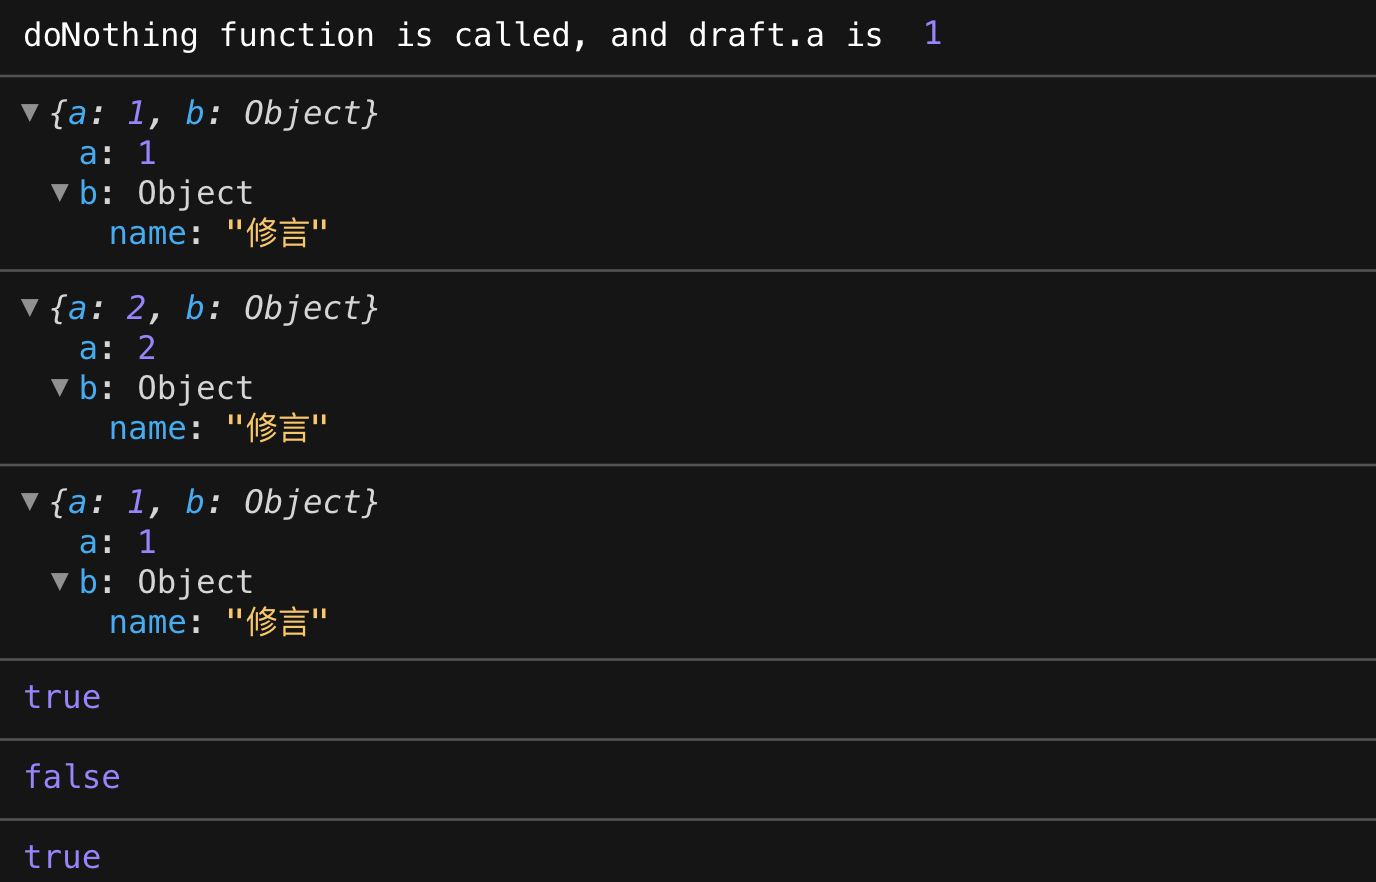 doNothing function is called, and draft.a is 1
▼{a: 1, b: Object}
a: 1
▼b: Object
name: "修言"
▼{a: 2, b: Object}
a: 2
▼b: Object
name: "修言"
▼{a: 1, b: Object}
a: 1
▼b: Object
name: "修言"
true
false
true